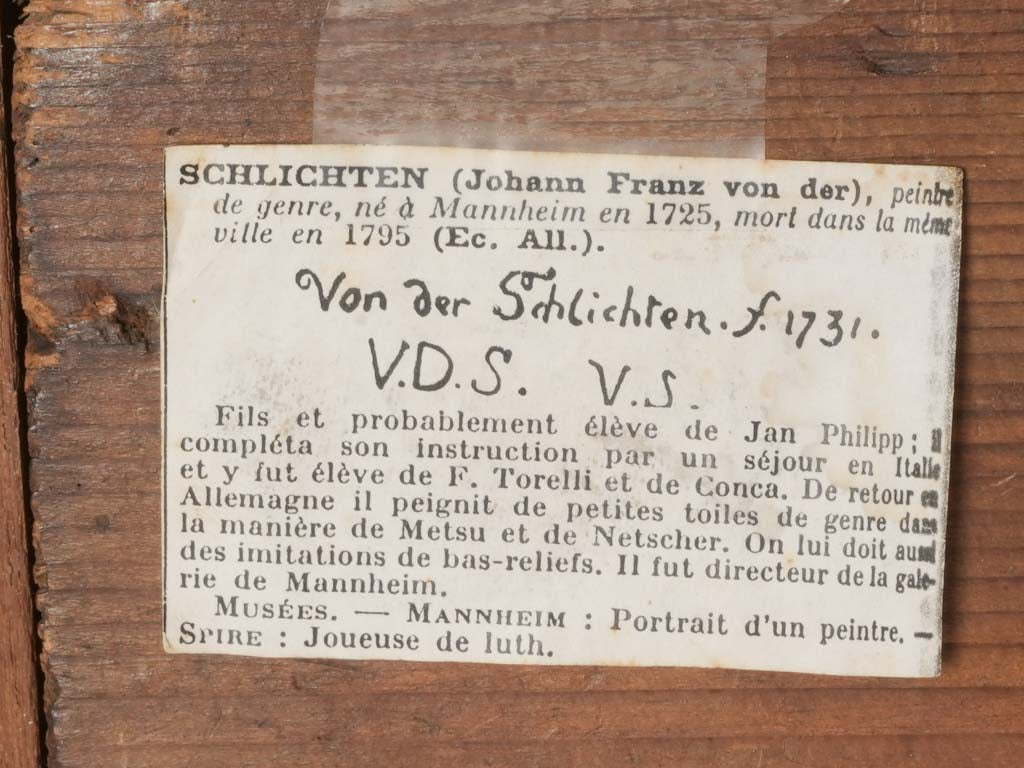 SCHLICHTEN (Johann Franz von der), peintre
de genre, né à Mannheim en 1725, mort dans la même
ville en 1795 (Ec. All.).
Von der Schlichten. f. 1731.
V.D.S. V.S.
Fils et probablement élève de Jan Philipp; il
compléta son instruction par un séjour en Italie
et y fut élève de F. Torelli et de Conca. De retour en
Allemagne il peignit de petites toiles de genre dans
la manière de Metsu et de Netscher. On lui doit aussi
des imitations de bas-reliefs. Il fut directeur de la gale-
rie de Mannheim.
MUSÉES. — MANNHEIM : Portrait d'un peintre. —
SPIRE : Joueuse de luth.